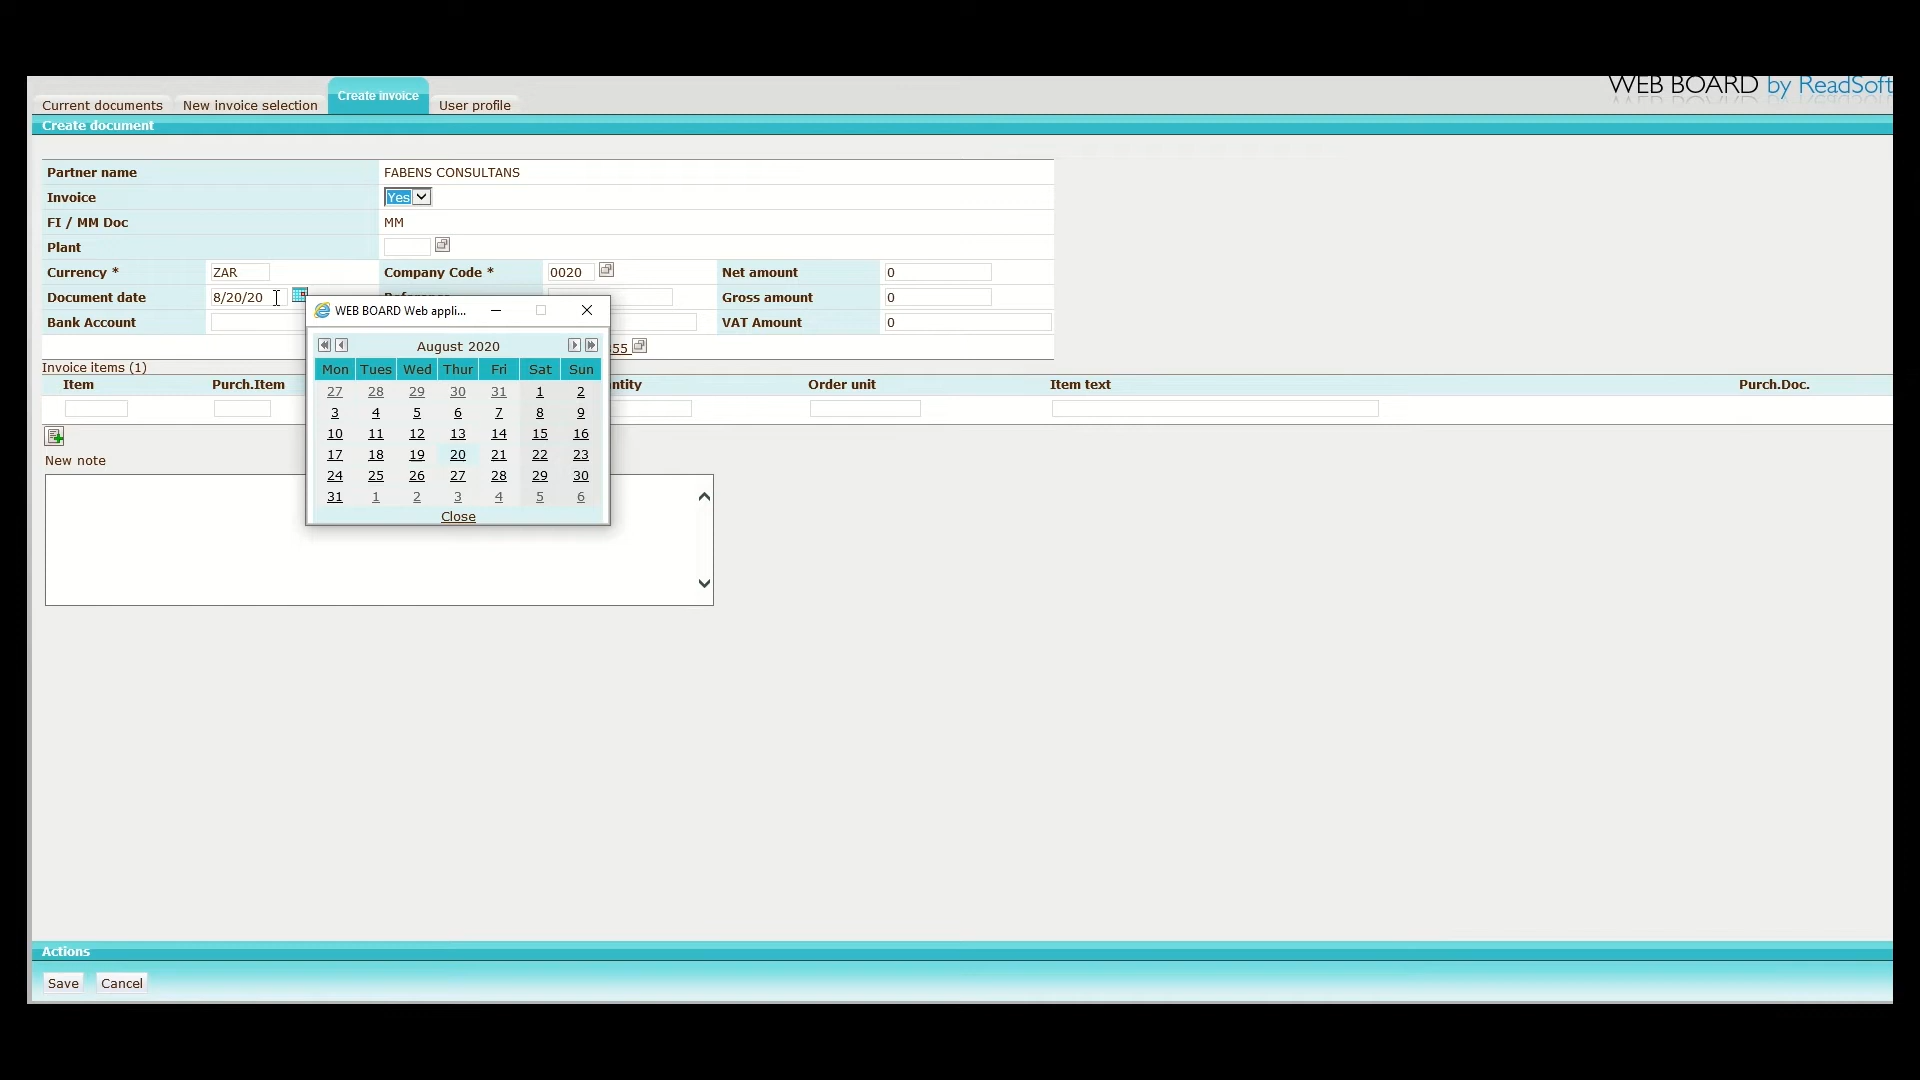 WEB BOARD by ReadSoft
Current documents New invoice selection Create invoice User profile
Create document
Partner name FABENS CONSULTANS
Invoice Yes
FI / MM Doc MM
Plant
Currency * ZAR Company Code * 0020 Net amount 0
Document date 8/20/20 Gross amount 0
Bank Account VAT Amount 0
WEB BOARD Web appli...
55
August 2020
Mon Tues Wed Thur Fri Sat Sun
27 28 29 30 31 1 2
3 4 5 6 7 8 9
10 11 12 13 14 15 16
17 18 19 20 21 22 23
24 25 26 27 28 29 30
31 1 2 3 4 5 6
Close
Invoice items (1)
Item Purch.Item ntity Order unit Item text Purch.Doc.
New note
Actions
Save Cancel